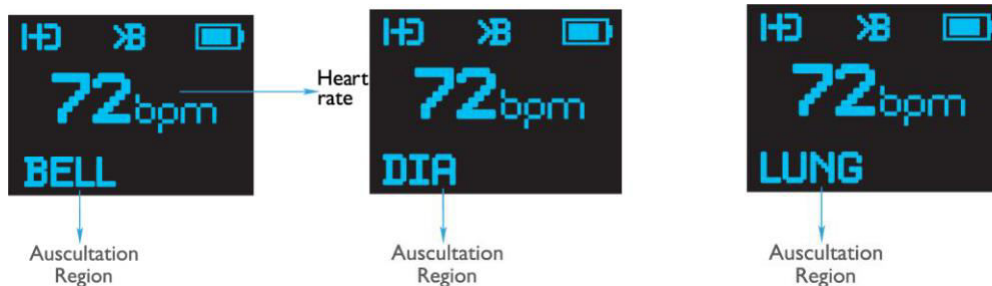 72bpm
BELL
Heart
rate
72bpm
DIA
72bpm
LUNG
Auscultation
Region
Auscultation
Region
Auscultation
Region